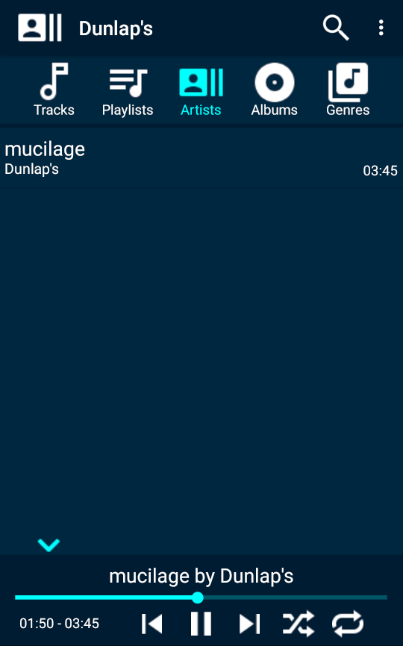 Dunlap's
Tracks Playlists Artists Albums Genres
mucilage
Dunlap's
03:45
mucilage by Dunlap's
01:50 - 03:45